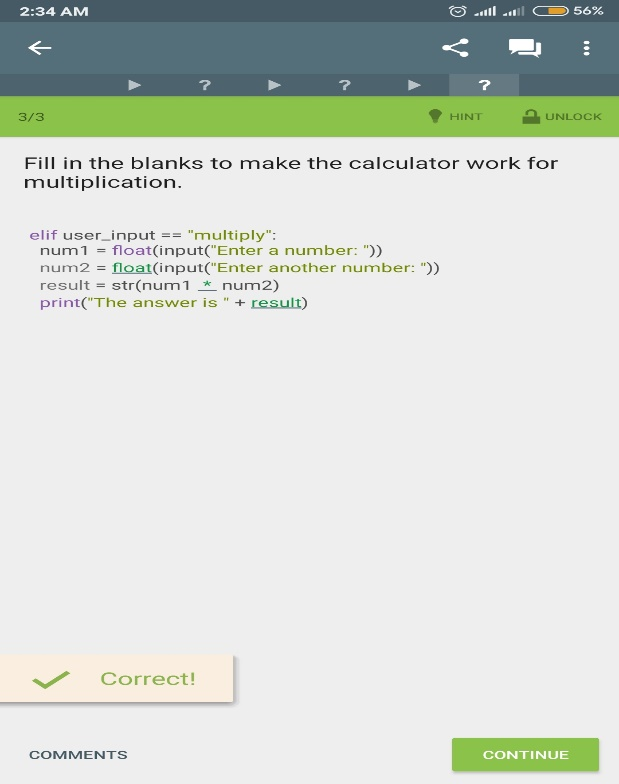 2:34 AM 56%
?
?
?
3/3 HINT UNLOCK
Fill in the blanks to make the calculator work for
multiplication.
elif user_input == "multiply":
num1 = float(input("Enter a number: "))
num2 = float(input("Enter another number: "))
result = str(num1 * num2)
print("The answer is " + result)
Correct!
COMMENTS CONTINUE